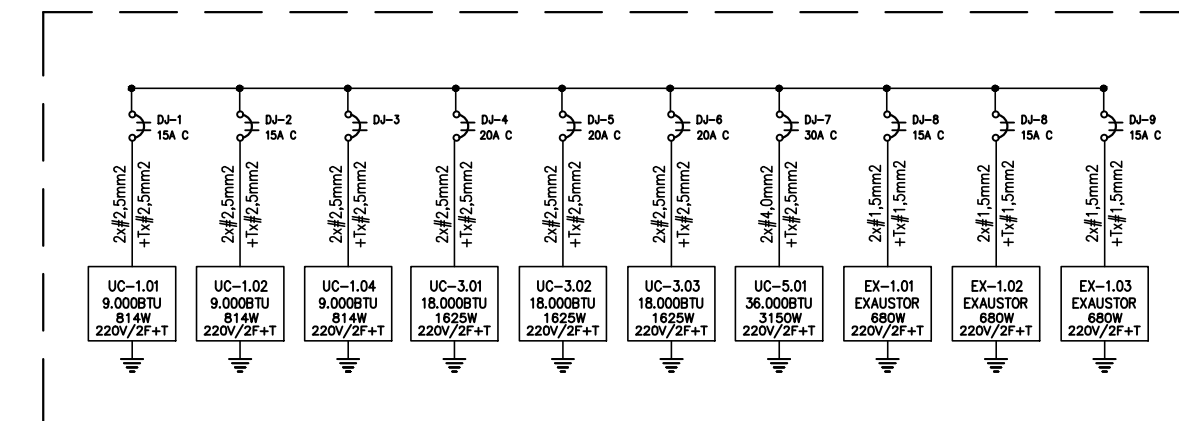 DJ-1
15A C
DJ-2
15A C
DJ-3
DJ-4
20A C
DJ-5
20A C
DJ-6
20A C
DJ-7
30A C
DJ-8
15A C
DJ-8
15A C
DJ-9
15A C
2x#2,5mm2
+Tx#2,5mm2
2x#2,5mm2
+Tx#2,5mm2
2x#2,5mm2
+Tx#2,5mm2
2x#2,5mm2
+Tx#2,5mm2
2x#2,5mm2
+Tx#2,5mm2
2x#2,5mm2
+Tx#2,5mm2
2x#4,0mm2
+Tx#2,5mm2
2x#1,5mm2
+Tx#1,5mm2
2x#1,5mm2
+Tx#1,5mm2
2x#1,5mm2
+Tx#1,5mm2
UC-1.01
9.000BTU
814W
220V/2F+T
UC-1.02
9.000BTU
814W
220V/2F+T
UC-1.04
9.000BTU
814W
220V/2F+T
UC-3.01
18.000BTU
1625W
220V/2F+T
UC-3.02
18.000BTU
1625W
220V/2F+T
UC-3.03
18.000BTU
1625W
220V/2F+T
UC-5.01
36.000BTU
3150W
220V/2F+T
EX-1.01
EXAUSTOR
680W
220V/2F+T
EX-1.02
EXAUSTOR
680W
220V/2F+T
EX-1.03
EXAUSTOR
680W
220V/2F+T